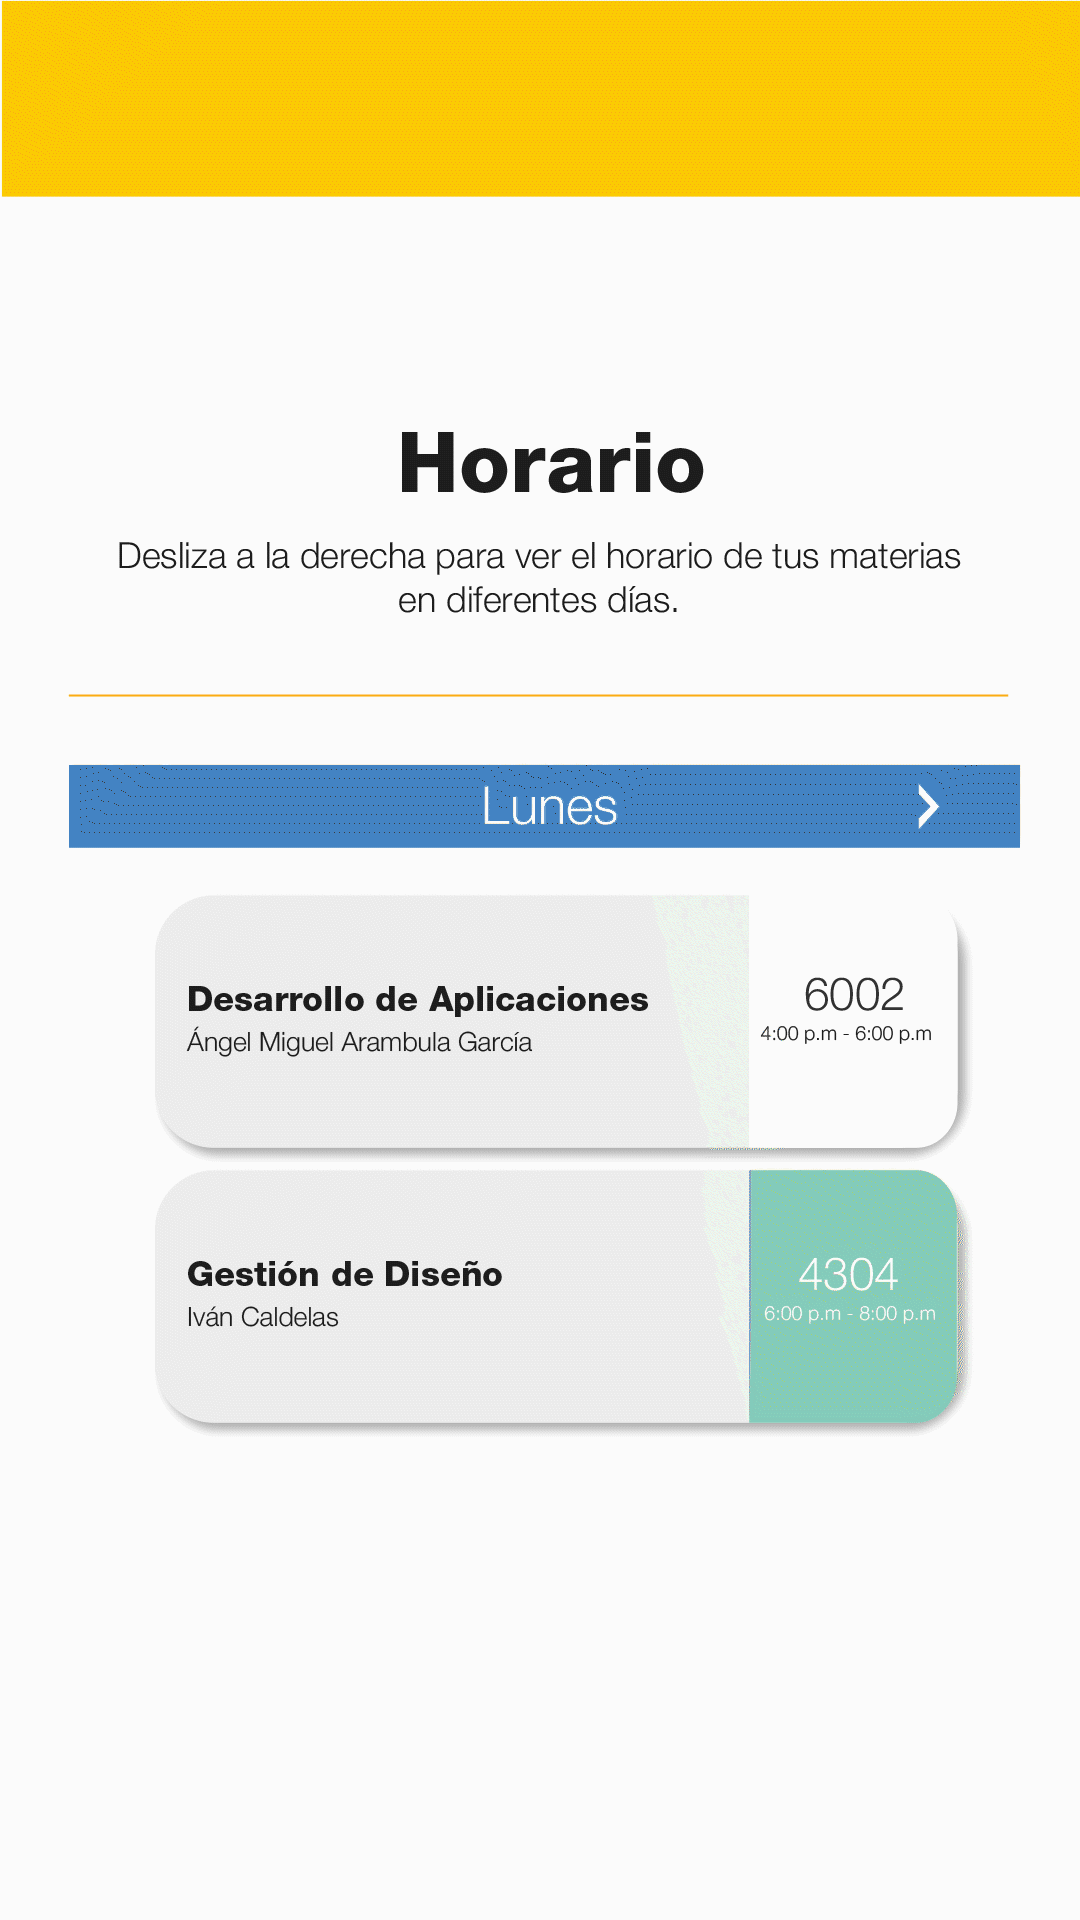 Horario
Desliza a la derecha para ver el horario de tus materias
en diferentes días.
Lunes
Desarrollo de Aplicaciones
Ángel Miguel Arambula García
6002
4:00 p.m - 6:00 p.m
Gestión de Diseño
Iván Caldelas
4304
6:00 p.m - 8:00 p.m